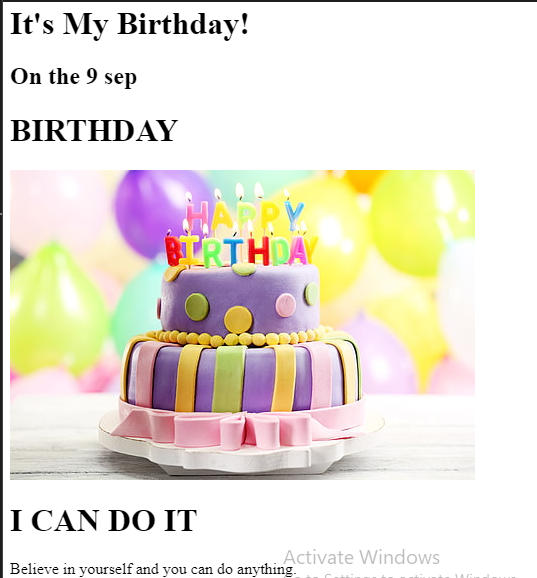 It's My Birthday!
On the 9 sep
BIRTHDAY
HAPPY
BIRTHDAY
I CAN DO IT
Activate Windows
Believe in yourself and you can do anything.
to Settings to activate Windows